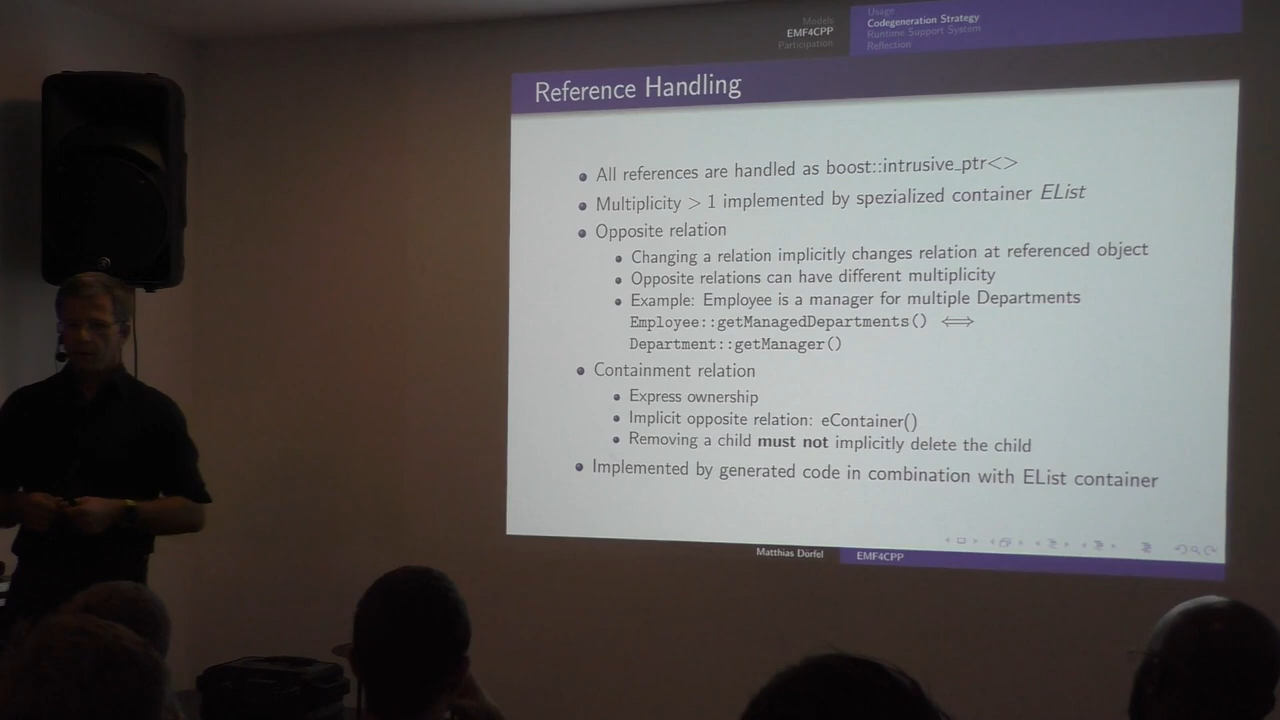 Models
EMF4CPP
Participation
Usage
Codegeneration Strategy
Runtime Support System
Reflection
Reference Handling
All references are handled as boost::intrusive_ptr<>
Multiplicity > 1 implemented by spezialized container EList
Opposite relation
Changing a relation implicitly changes relation at referenced object
Opposite relations can have different multiplicity
Example: Employee is a manager for multiple Departments
Employee::getManagedDepartments() ⟺
Department::getManager()
Containment relation
Express ownership
Implicit opposite relation: eContainer()
Removing a child must not implicitly delete the child
Implemented by generated code in combination with EList container
Matthias Dörfel
EMF4CPP